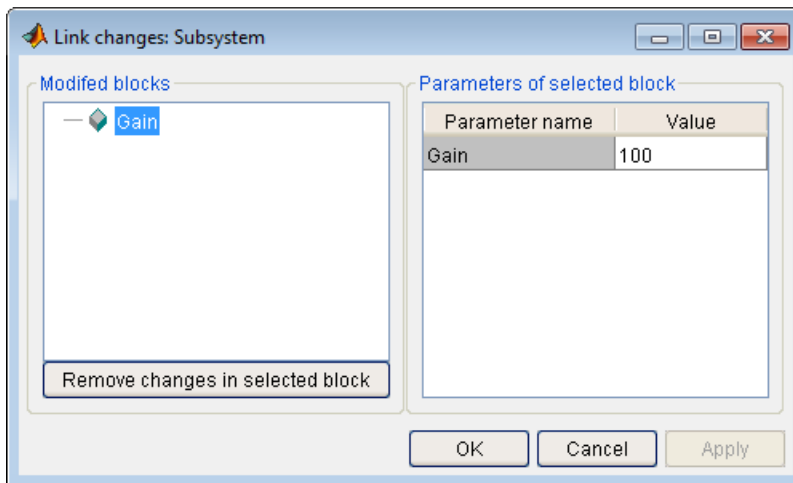 Link changes: Subsystem
Modifed blocks
Gain
Remove changes in selected block
Parameters of selected block
Parameter name Value
Gain 100
OK Cancel Apply